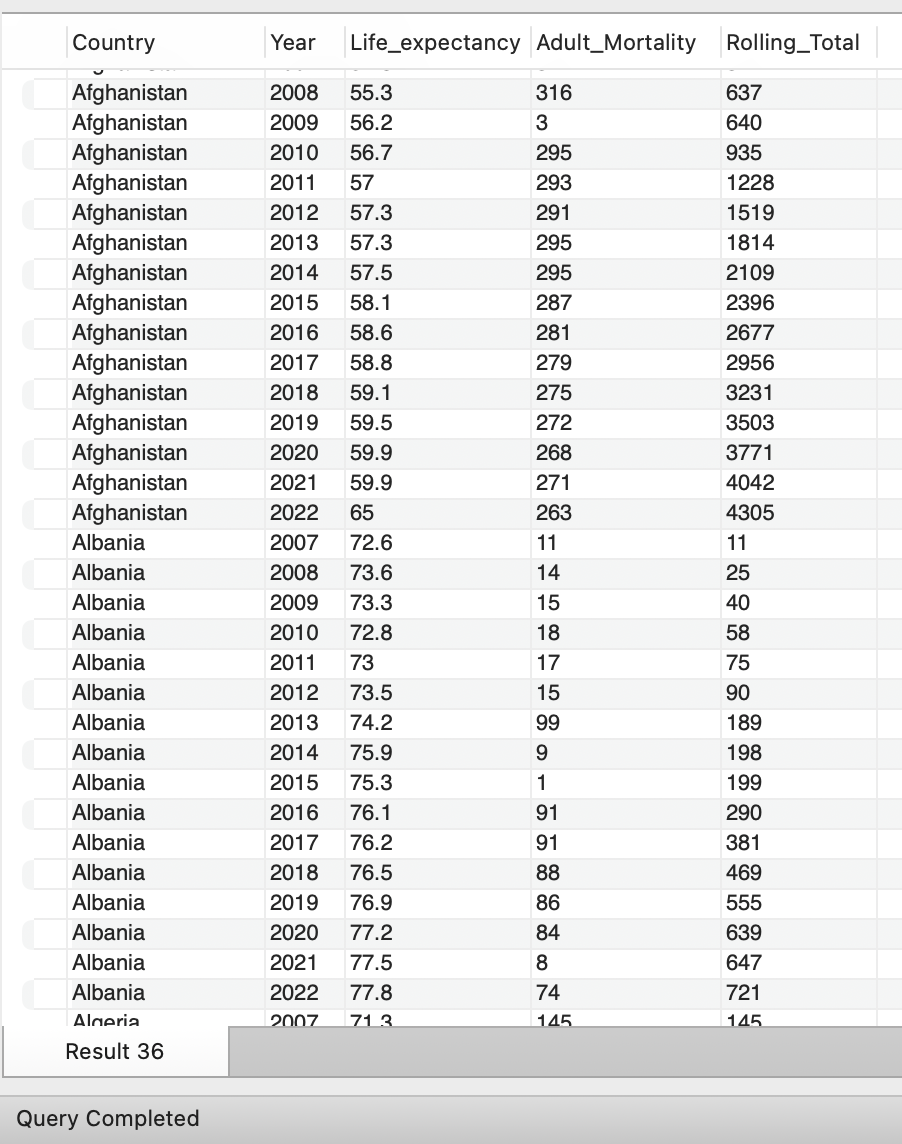 Country Year Life_expectancy Adult_Mortality Rolling_Total
Afghanistan 2008 55.3 316 637
Afghanistan 2009 56.2 3 640
Afghanistan 2010 56.7 295 935
Afghanistan 2011 57 293 1228
Afghanistan 2012 57.3 291 1519
Afghanistan 2013 57.3 295 1814
Afghanistan 2014 57.5 295 2109
Afghanistan 2015 58.1 287 2396
Afghanistan 2016 58.6 281 2677
Afghanistan 2017 58.8 279 2956
Afghanistan 2018 59.1 275 3231
Afghanistan 2019 59.5 272 3503
Afghanistan 2020 59.9 268 3771
Afghanistan 2021 59.9 271 4042
Afghanistan 2022 65 263 4305
Albania 2007 72.6 11 11
Albania 2008 73.6 14 25
Albania 2009 73.3 15 40
Albania 2010 72.8 18 58
Albania 2011 73 17 75
Albania 2012 73.5 15 90
Albania 2013 74.2 99 189
Albania 2014 75.9 9 198
Albania 2015 75.3 1 199
Albania 2016 76.1 91 290
Albania 2017 76.2 91 381
Albania 2018 76.5 88 469
Albania 2019 76.9 86 555
Albania 2020 77.2 84 639
Albania 2021 77.5 8 647
Albania 2022 77.8 74 721
Algeria 2007 71.3 145 145
Result 36
Query Completed